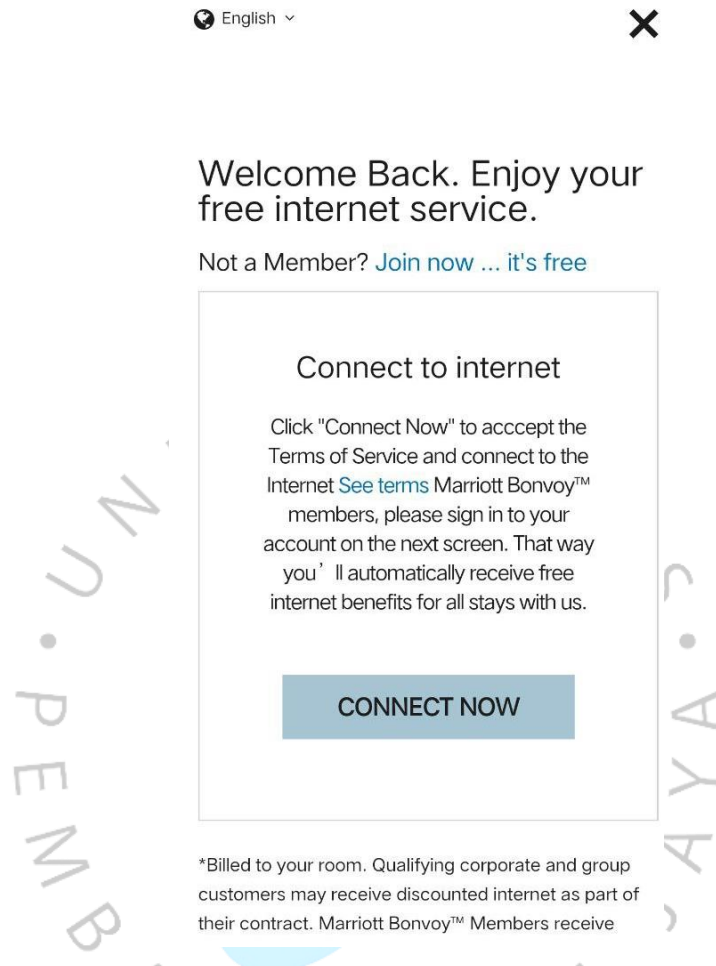 English
Welcome Back. Enjoy your
free internet service.
Not a Member? Join now ... it's free
Connect to internet
Click "Connect Now" to acccept the
Terms of Service and connect to the
Internet See terms Marriott Bonvoy™
members, please sign in to your
account on the next screen. That way
you’ ll automatically receive free
internet benefits for all stays with us.
CONNECT NOW
*Billed to your room. Qualifying corporate and group
customers may receive discounted internet as part of
their contract. Marriott Bonvoy™ Members receive